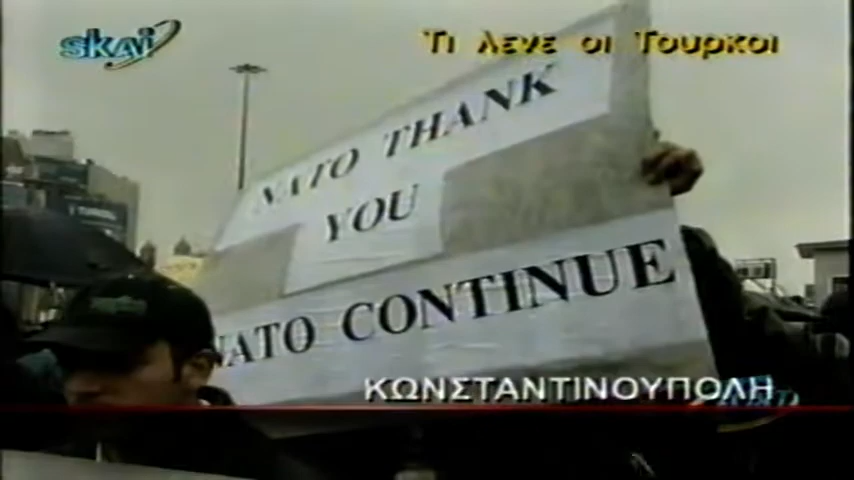 skai
Τι λενε οι Τουρκοι
NATO THANK
YOU
NATO CONTINUE
ΚΩΝΣΤΑΝΤΙΝΟΥΠΟΛΗ